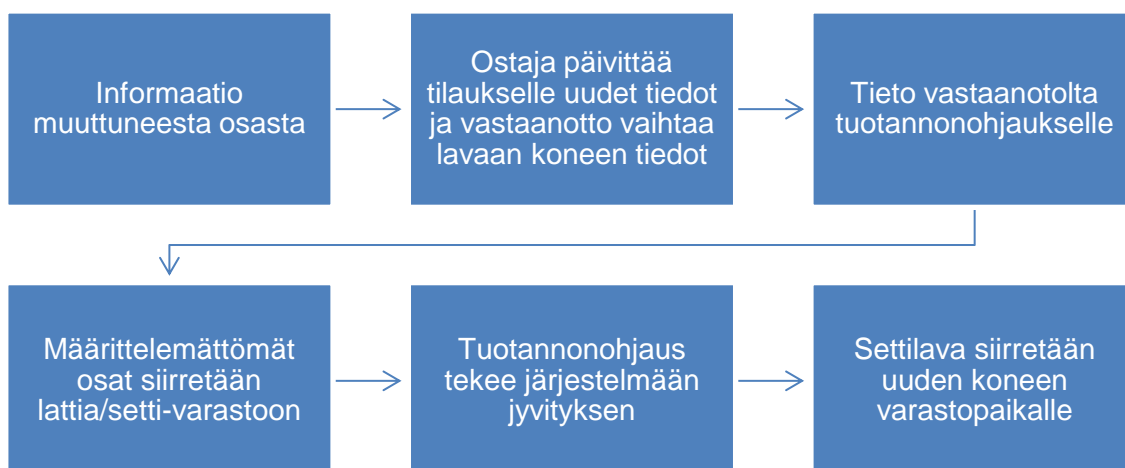 Informaatio
muuttuneesta osasta
Ostaja päivittää
tilaukselle uudet tiedot
ja vastaanotto vaihtaa
lavaan koneen tiedot
Tieto vastaanotolta
tuotannonohjaukselle
Määrittelemättömät
osat siirretään
lattia/setti-varastoon
Tuotannonohjaus
tekee järjestelmään
jyvityksen
Settilava siirretään
uuden koneen
varastopaikalle